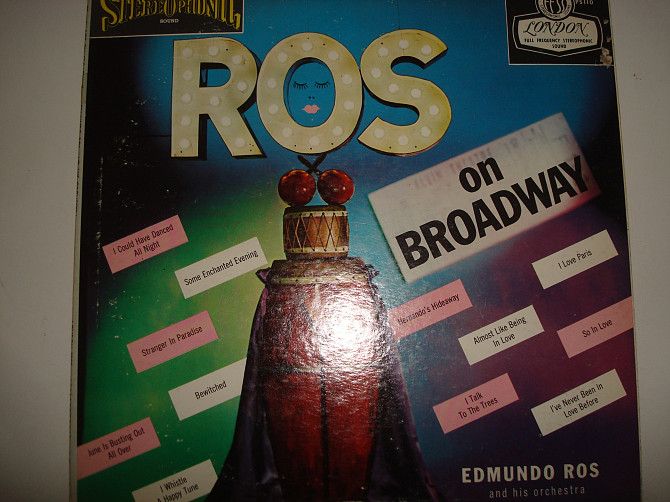 STEREOPHONIC
SOUND
LONDON
FULL FREQUENCY STEREOPHONIC
SOUND
ROS
on
BROADWAY
I Could Have Danced
All Night
Some Enchanted Evening
Stranger In Paradise
Bewitched
June Is Busting Out
All Over
I Whistle
A Happy Tune
I Love Paris
Hernando's Hideaway
Almost Like Being
In Love
So In Love
I Talk
To The Trees
I've Never Been In
Love Before
EDMUNDO ROS
and his orchestra